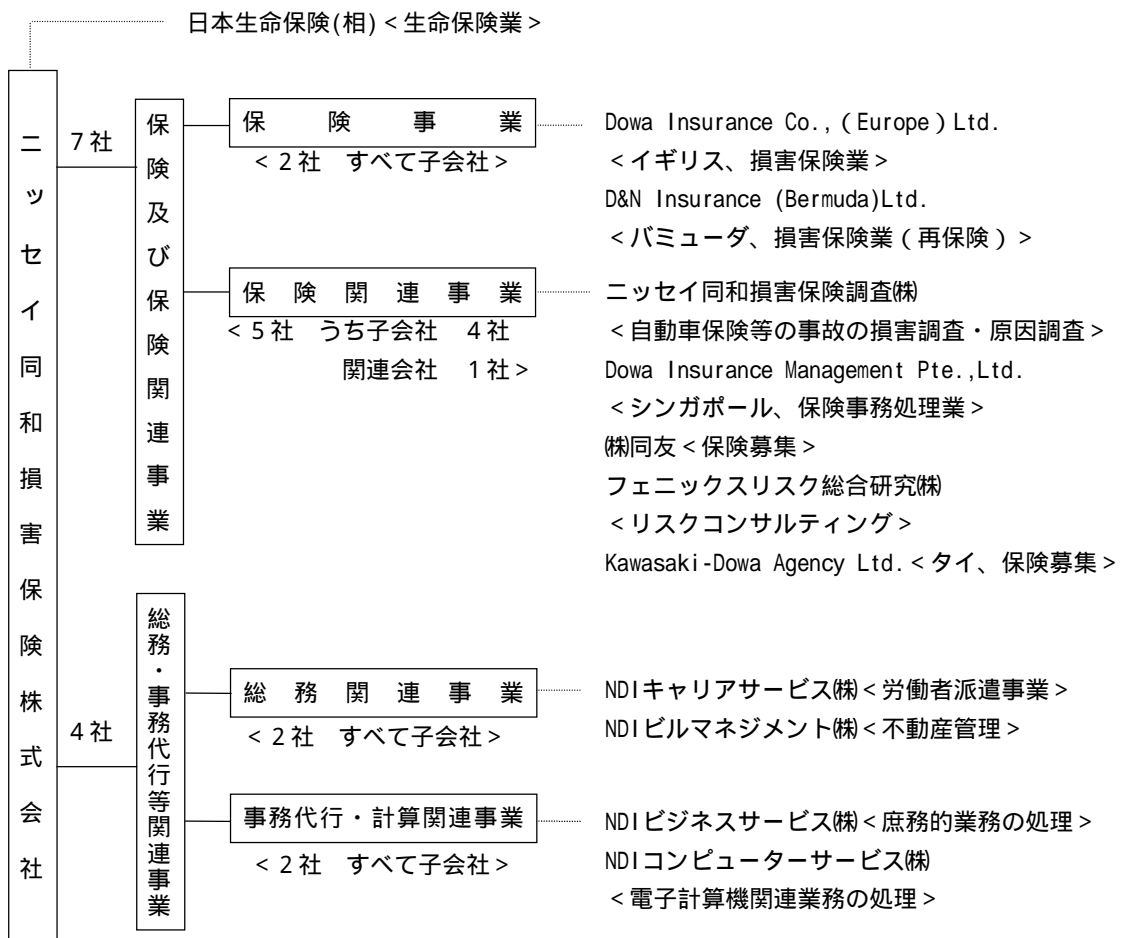 日本生命保険(相)<生命保険業>
ニッセイ同和損害保険株式会社
7社
保険及び保険関連事業
保険事業
<2社 すべて子会社>
Dowa Insurance Co.,(Europe)Ltd.
<イギリス、損害保険業>
D&N Insurance (Bermuda)Ltd.
<バミューダ、損害保険業(再保険)>
保険関連事業
<5社 うち子会社 4社
関連会社 1社>
ニッセイ同和損害保険調査㈱
<自動車保険等の事故の損害調査・原因調査>
Dowa Insurance Management Pte.,Ltd.
<シンガポール、保険事務処理業>
㈱同友<保険募集>
フェニックスリスク総合研究㈱
<リスクコンサルティング>
Kawasaki-Dowa Agency Ltd.<タイ、保険募集>
4社
総務・事務代行等関連事業
総務関連事業
<2社 すべて子会社>
NDIキャリアサービス㈱<労働者派遣事業>
NDIビルマネジメント㈱<不動産管理>
事務代行・計算関連事業
<2社 すべて子会社>
NDIビジネスサービス㈱<庶務的業務の処理>
NDIコンピューターサービス㈱
<電子計算機関連業務の処理>